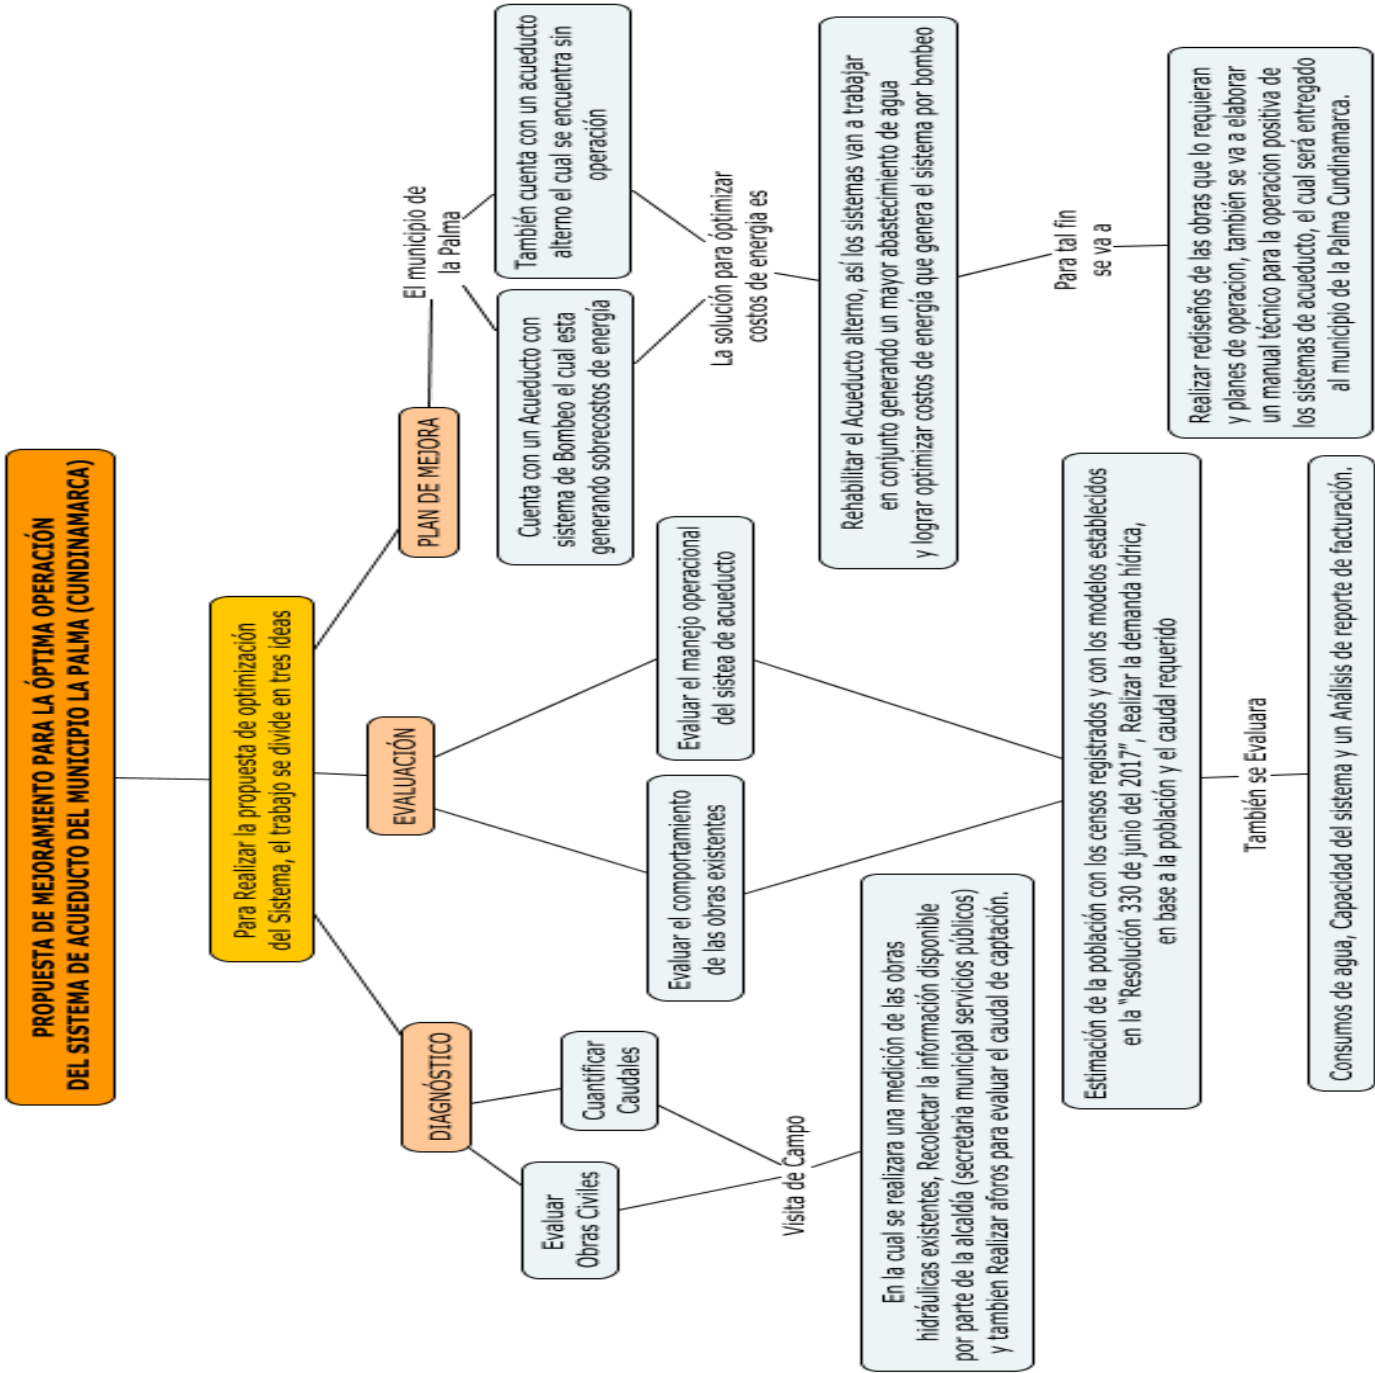 PROPUESTA DE MEJORAMIENTO PARA LA ÓPTIMA OPERACIÓN
DEL SISTEMA DE ACUEDUCTO DEL MUNICIPIO LA PALMA (CUNDINAMARCA)
Para Realizar la propuesta de optimización
del Sistema, el trabajo se divide en tres ideas
DIAGNÓSTICO
Evaluar
Obras Civiles
Cuantificar
Caudales
Visita de Campo
En la cual se realizara una medición de las obras
hidráulicas existentes, Recolectar la información disponible
por parte de la alcaldía (secretaria municipal servicios públicos)
y tambien Realizar aforos para evaluar el caudal de captación.
EVALUACIÓN
Evaluar el comportamiento
de las obras existentes
Evaluar el manejo operacional
del sistea de acueducto
Estimación de la población con los censos registrados y con los modelos establecidos
en la "Resolución 330 de junio del 2017", Realizar la demanda hídrica,
en base a la población y el caudal requerido
También se Evaluara
Consumos de agua, Capacidad del sistema y un Análisis de reporte de facturación.
PLAN DE MEJORA
El municipio de
la Palma
Cuenta con un Acueducto con
sistema de Bombeo el cual esta
generando sobrecostos de energía
También cuenta con un acueducto
alterno el cual se encuentra sin
operación
La solución para óptimizar
costos de energia es
Rehabilitar el Acueducto alterno, así los sistemas van a trabajar
en conjunto generando un mayor abastecimiento de agua
y lograr optimizar costos de energía que genera el sistema por bombeo
Para tal fin
se va a
Realizar rediseños de las obras que lo requieran
y planes de operacion, también se va a elaborar
un manual técnico para la operacion positiva de
los sistemas de acueducto, el cual será entregado
al municipio de la Palma Cundinamarca.